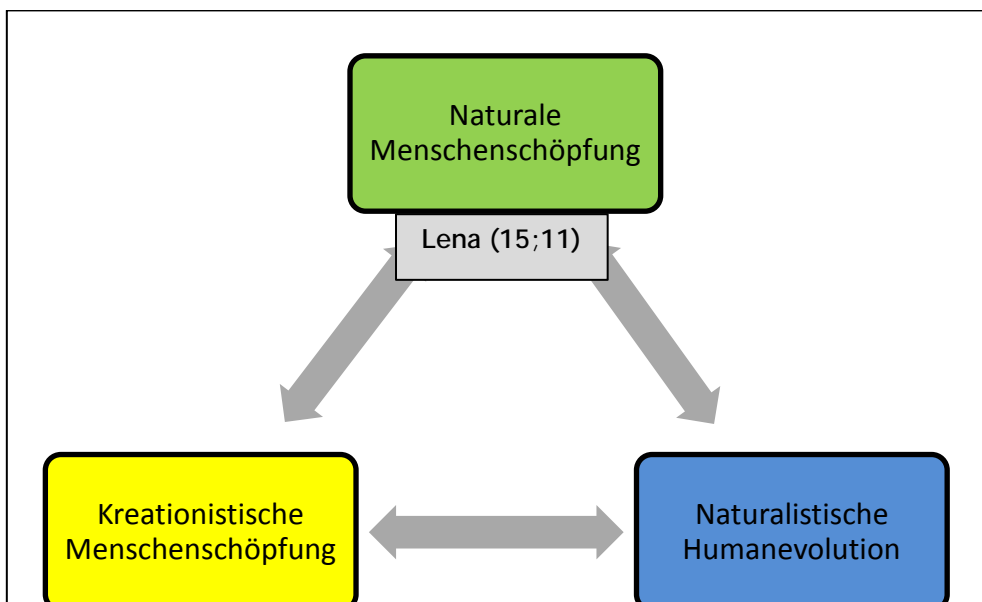 Naturale
Menschenschöpfung
Lena (15;11)
Kreationistische
Menschenschöpfung
Naturalistische
Humanevolution